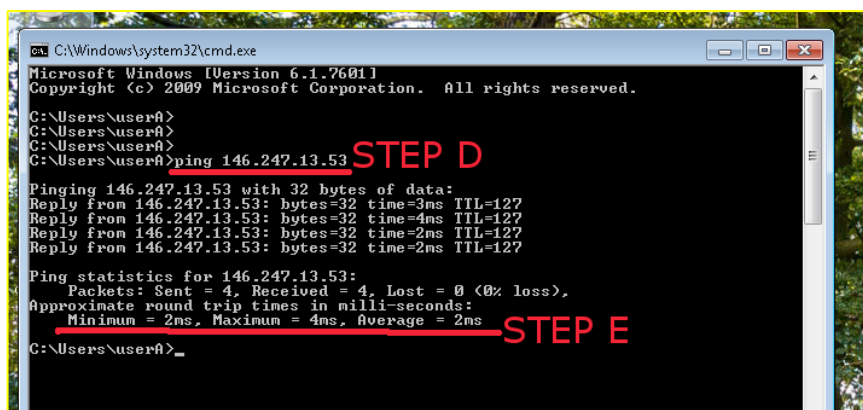 C:\Windows\system32\cmd.exe
Microsoft Windows [Version 6.1.7601]
Copyright (c) 2009 Microsoft Corporation.  All rights reserved.
C:\Users\userA>
C:\Users\userA>
C:\Users\userA>
C:\Users\userA>ping 146.247.13.53 STEP D
Pinging 146.247.13.53 with 32 bytes of data:
Reply from 146.247.13.53: bytes=32 time=3ms TTL=127
Reply from 146.247.13.53: bytes=32 time=4ms TTL=127
Reply from 146.247.13.53: bytes=32 time=2ms TTL=127
Reply from 146.247.13.53: bytes=32 time=2ms TTL=127
Ping statistics for 146.247.13.53:
    Packets: Sent = 4, Received = 4, Lost = 0 (0% loss),
Approximate round trip times in milli-seconds:
    Minimum = 2ms, Maximum = 4ms, Average = 2ms STEP E
C:\Users\userA>_